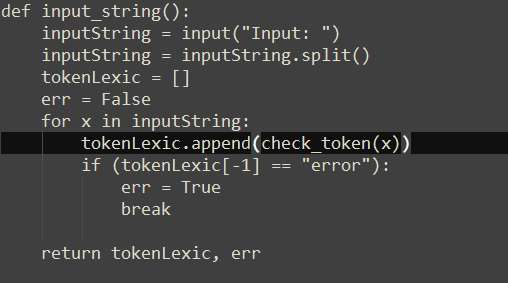 def input_string():
    inputString = input("Input: ")
    inputString = inputString.split()
    tokenLexic = []
    err = False
    for x in inputString:
        tokenLexic.append(check_token(x))
        if (tokenLexic[-1] == "error"):
            err = True
            break
    return tokenLexic, err